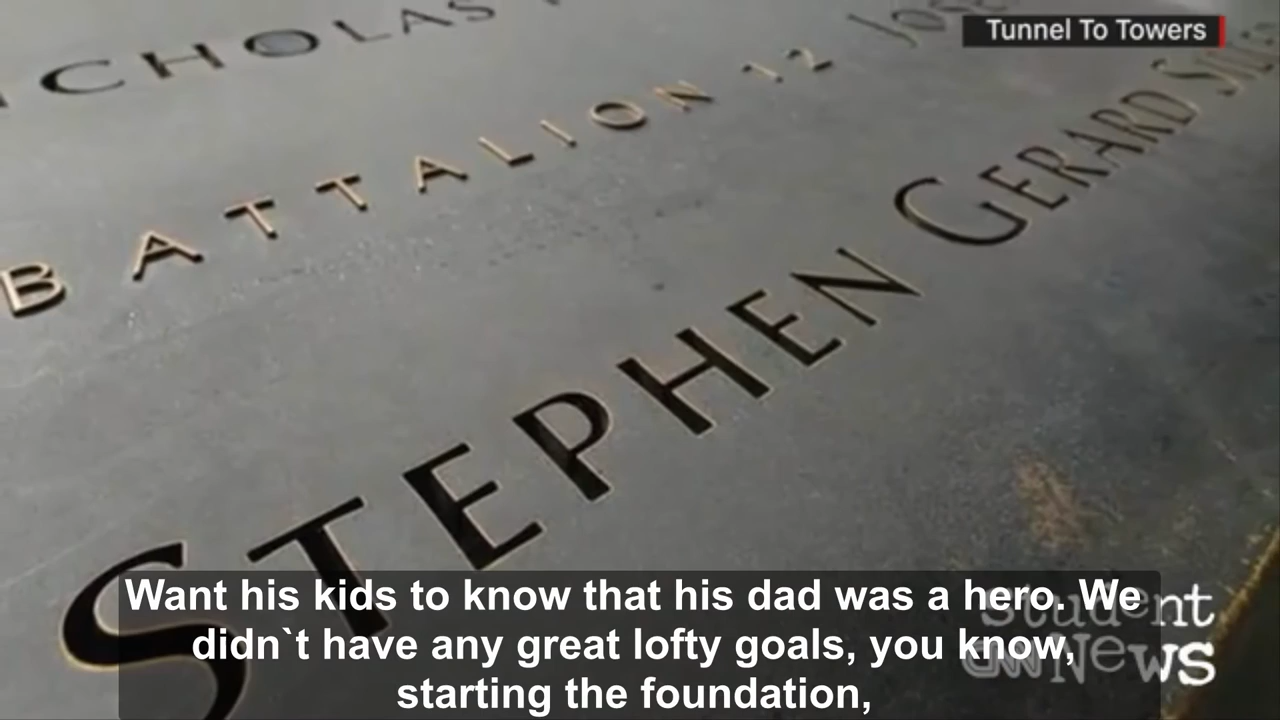 Tunnel To Towers
BATTALION 12
STEPHEN GERARD
Want his kids to know that his dad was a hero. We
didn`t have any great lofty goals, you know,
starting the foundation,
Student
CNN News